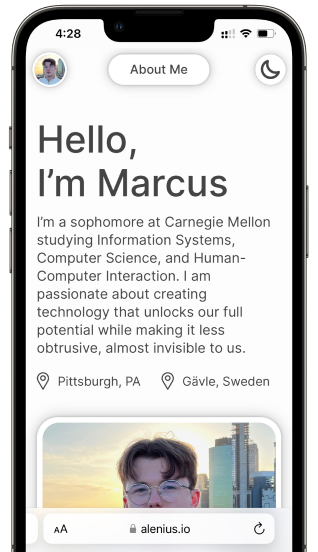 4:28
About Me
Hello,
I’m Marcus
I’m a sophomore at Carnegie Mellon
studying Information Systems,
Computer Science, and Human-
Computer Interaction. I am
passionate about creating
technology that unlocks our full
potential while making it less
obtrusive, almost invisible to us.
Pittsburgh, PA
Gävle, Sweden
AA
alenius.io